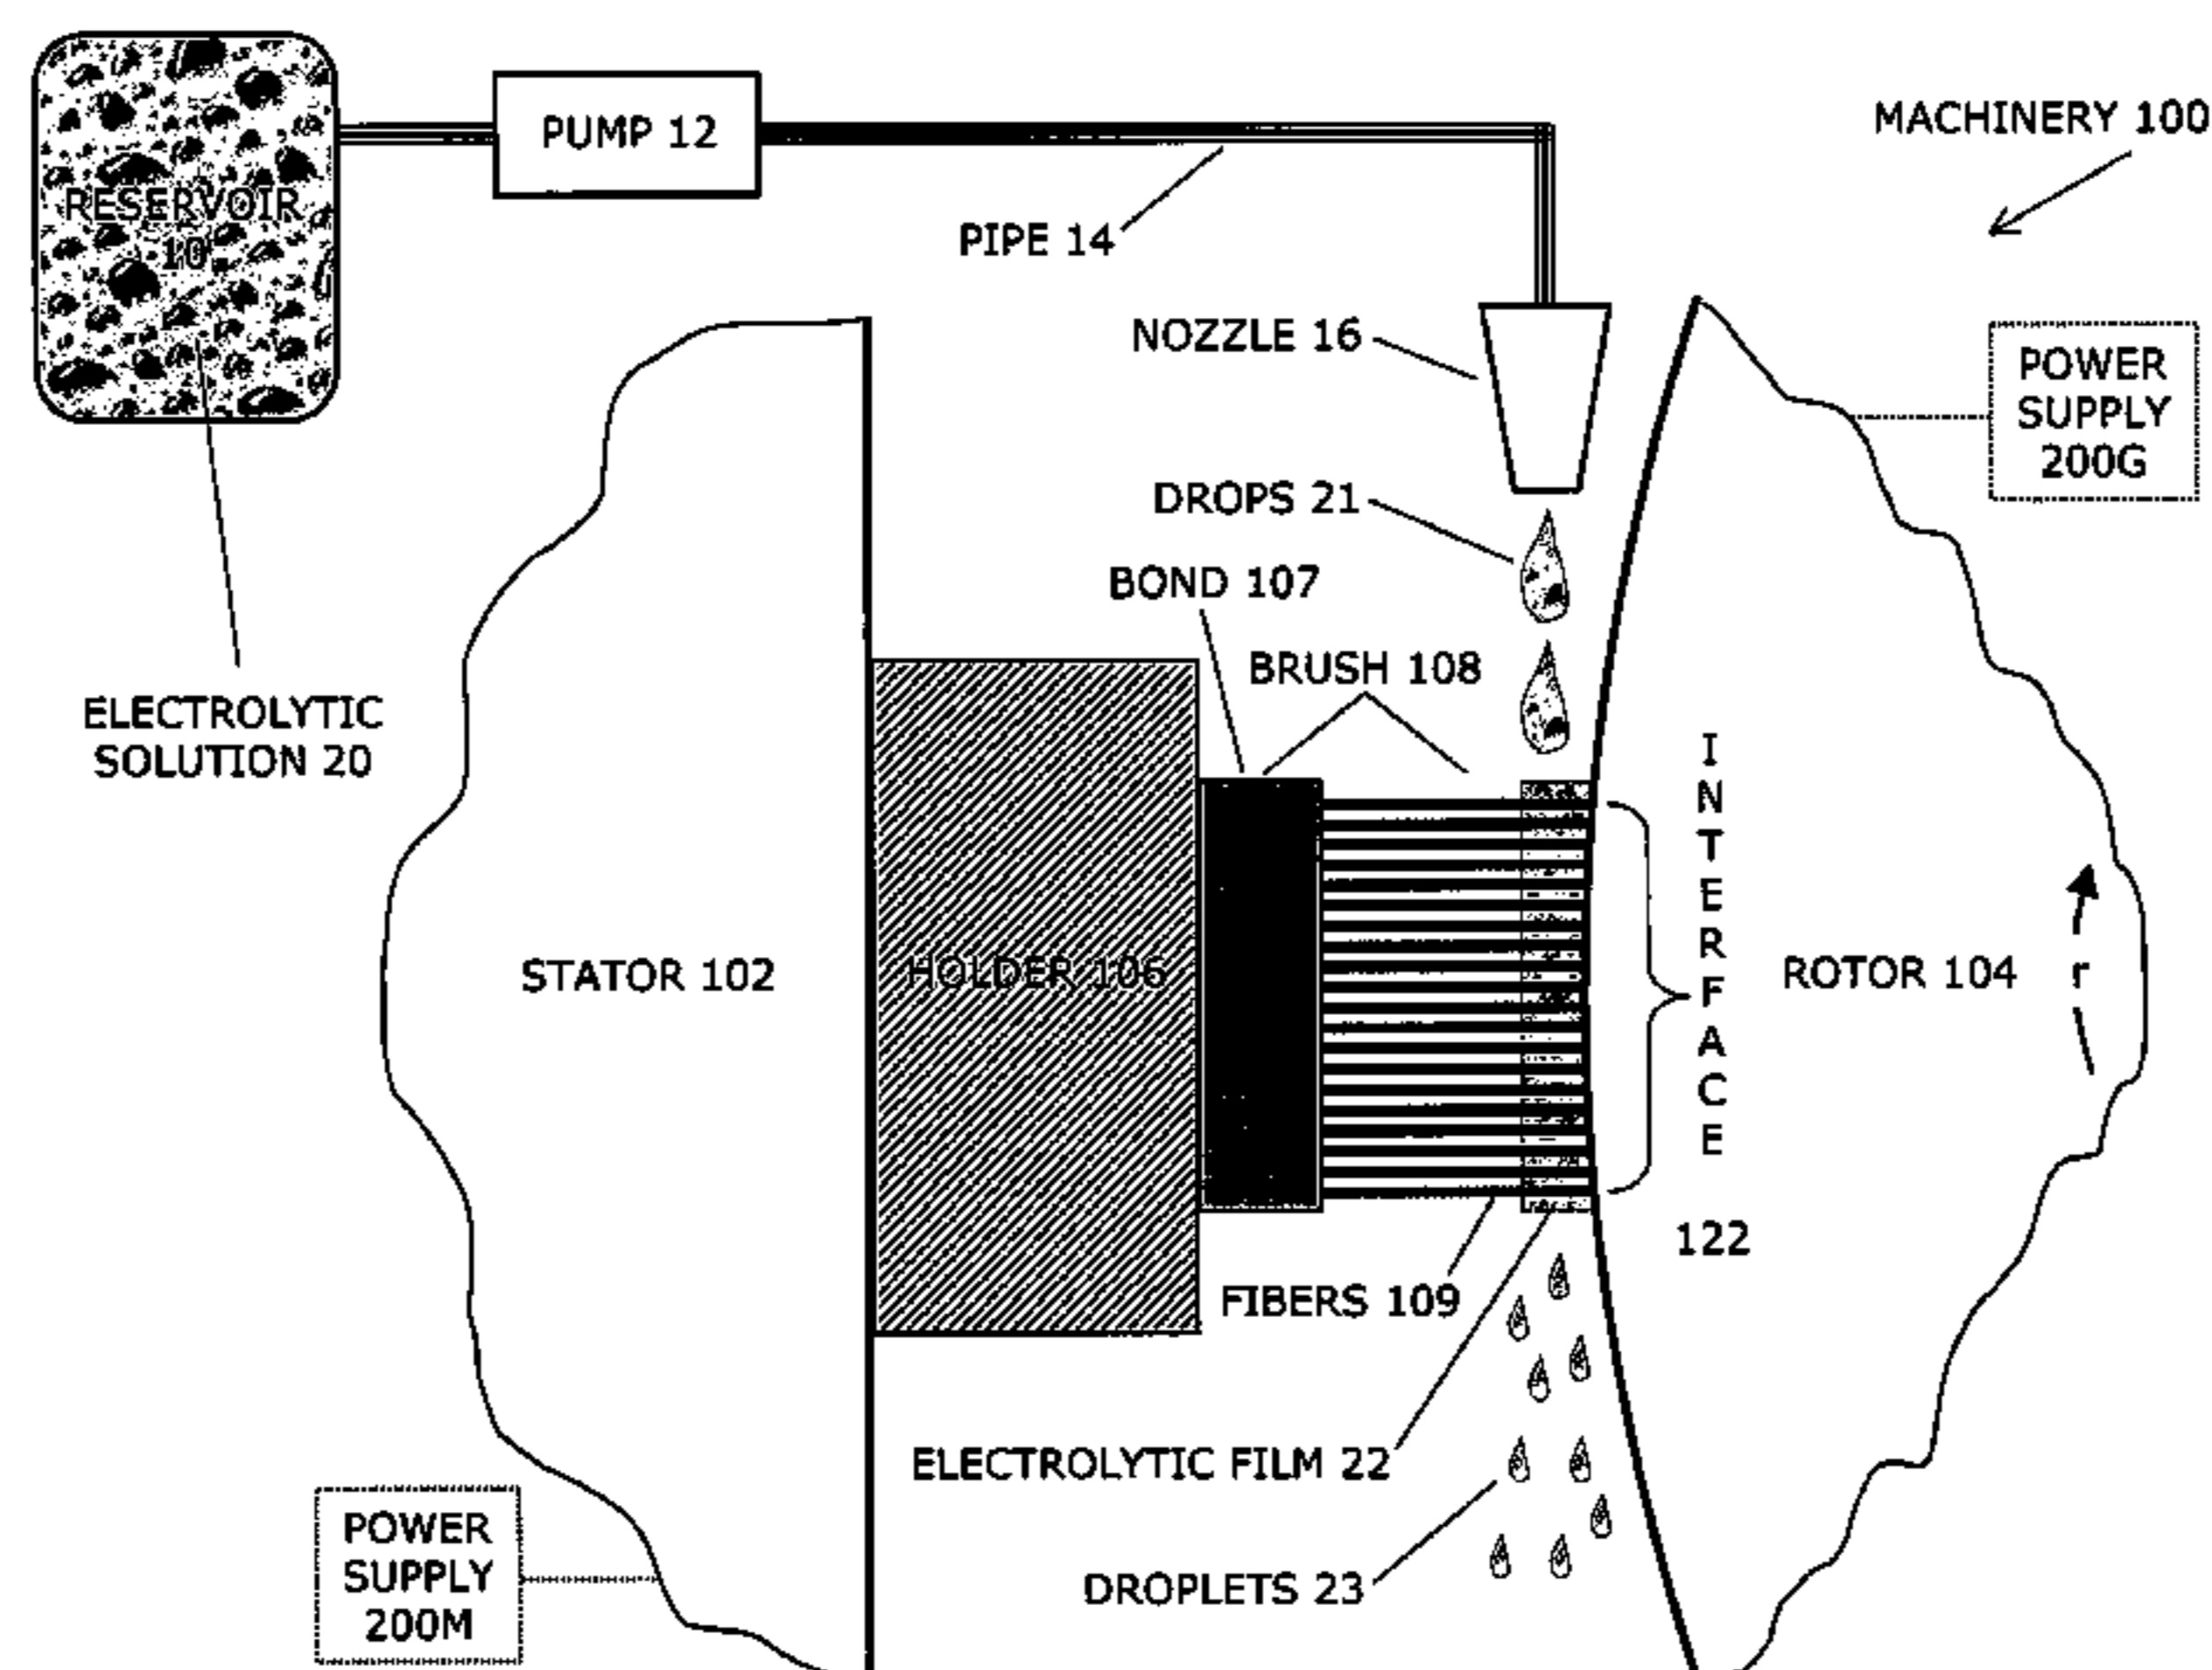 PUMP 12
MACHINERY 100
RESERVOIR
10
PIPE 14
NOZZLE 16
POWER
SUPPLY
200G
DROPS 21
BOND 107
BRUSH 108
ELECTROLYTIC
SOLUTION 20
STATOR 102
HOLDER 106
INTERFACE
122
ROTOR 104
r
FIBERS 109
ELECTROLYTIC FILM 22
DROPLETS 23
POWER
SUPPLY
200M